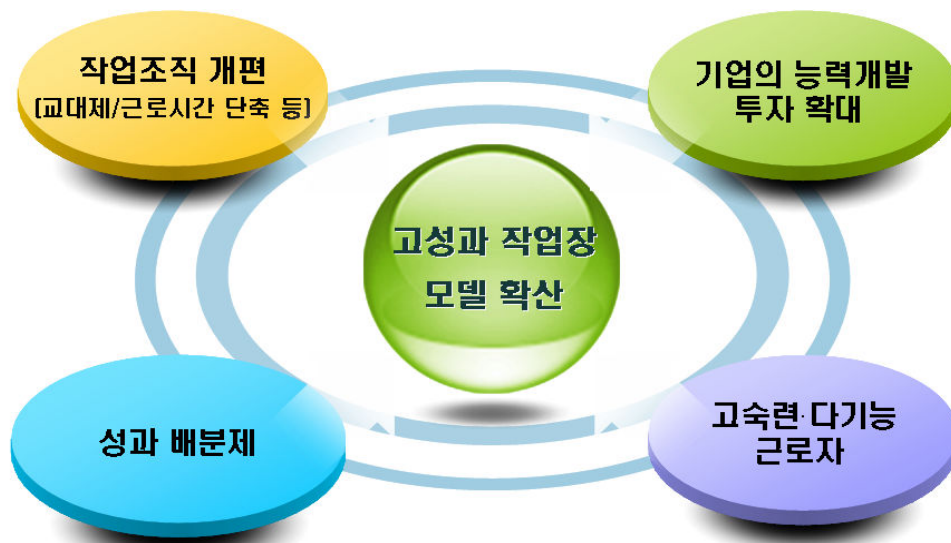 작업조직 개편
(교대제/근로시간 단축 등)
기업의 능력개발
투자 확대
고성과 작업장
모델 확산
성과 배분제
고숙련·다기능
근로자